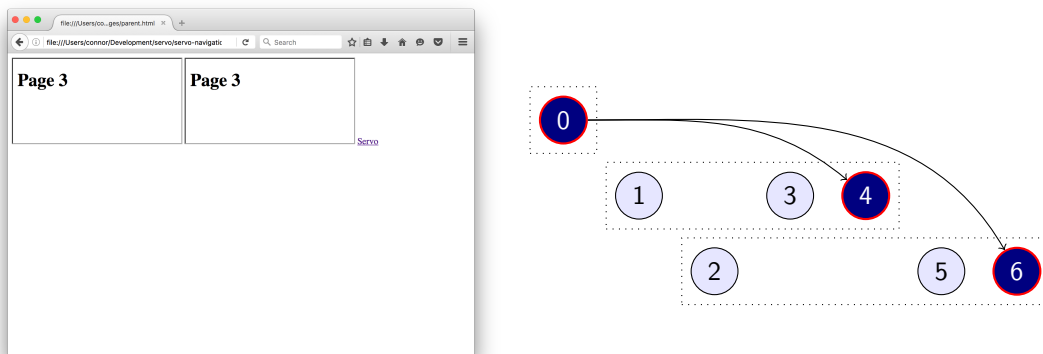 file:///Users/co...ges/parent.html
file:///Users/connor/Development/servo/servo-navigatic
Search
Page 3 Page 3
Servo
0
1 3 4
2 5 6